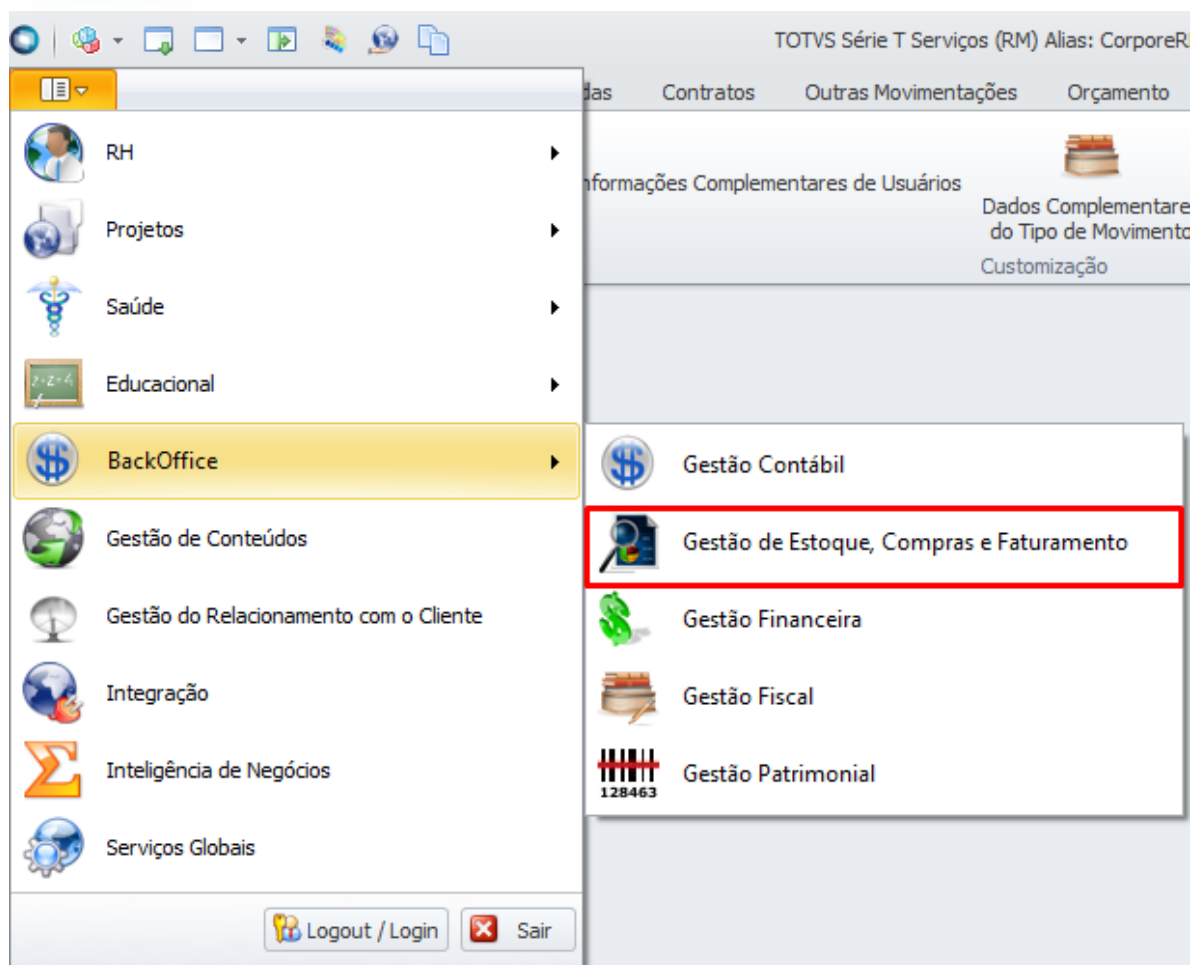 TOTVS Série T Serviços (RM) Alias: CorporeR
das Contratos Outras Movimentações Orçamento
nformações Complementares de Usuários
Dados Complementare
do Tipo de Movimento
Customização
RH
Projetos
Saúde
Educacional
BackOffice
Gestão de Conteúdos
Gestão do Relacionamento com o Cliente
Integração
Inteligência de Negócios
Serviços Globais
Logout / Login Sair
Gestão Contábil
Gestão de Estoque, Compras e Faturamento
Gestão Financeira
Gestão Fiscal
128463
Gestão Patrimonial